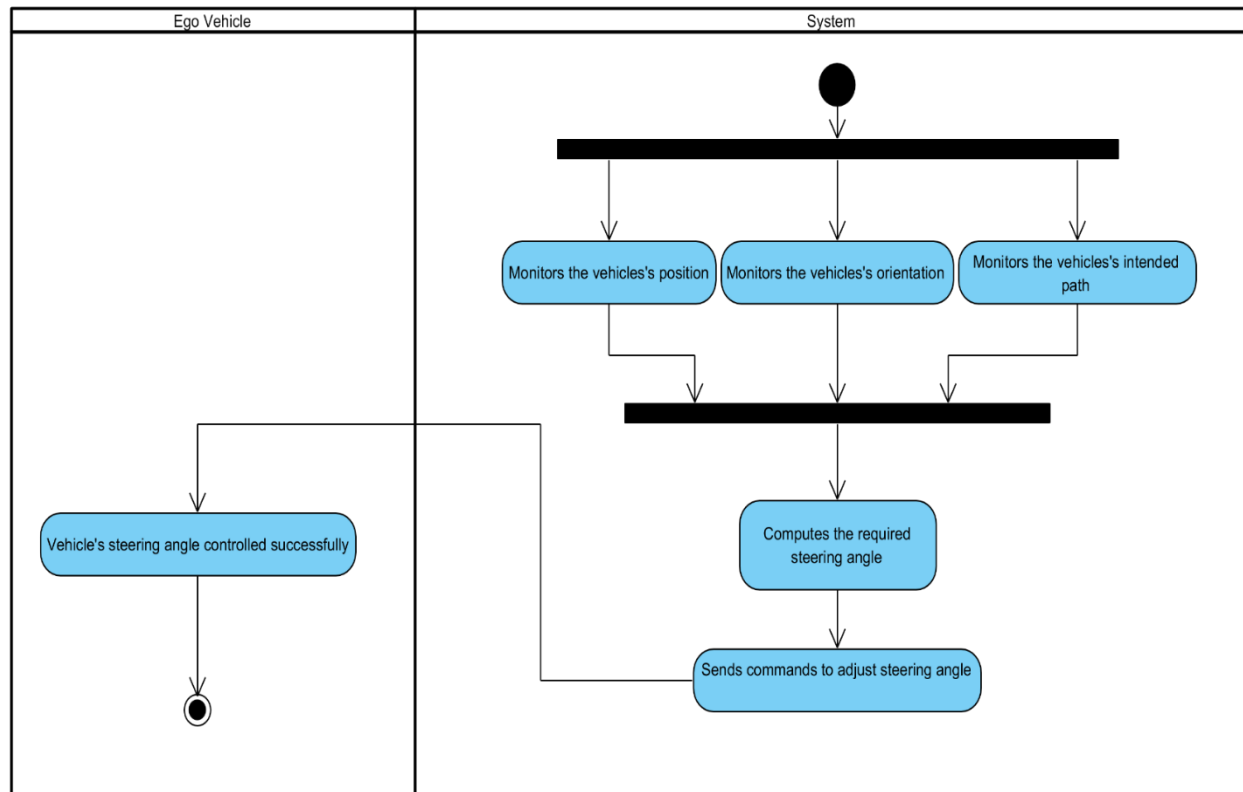 Ego Vehicle
System
Monitors the vehicles's position
Monitors the vehicles's orientation
Monitors the vehicles's intended
path
Vehicle's steering angle controlled successfully
Computes the required
steering angle
Sends commands to adjust steering angle